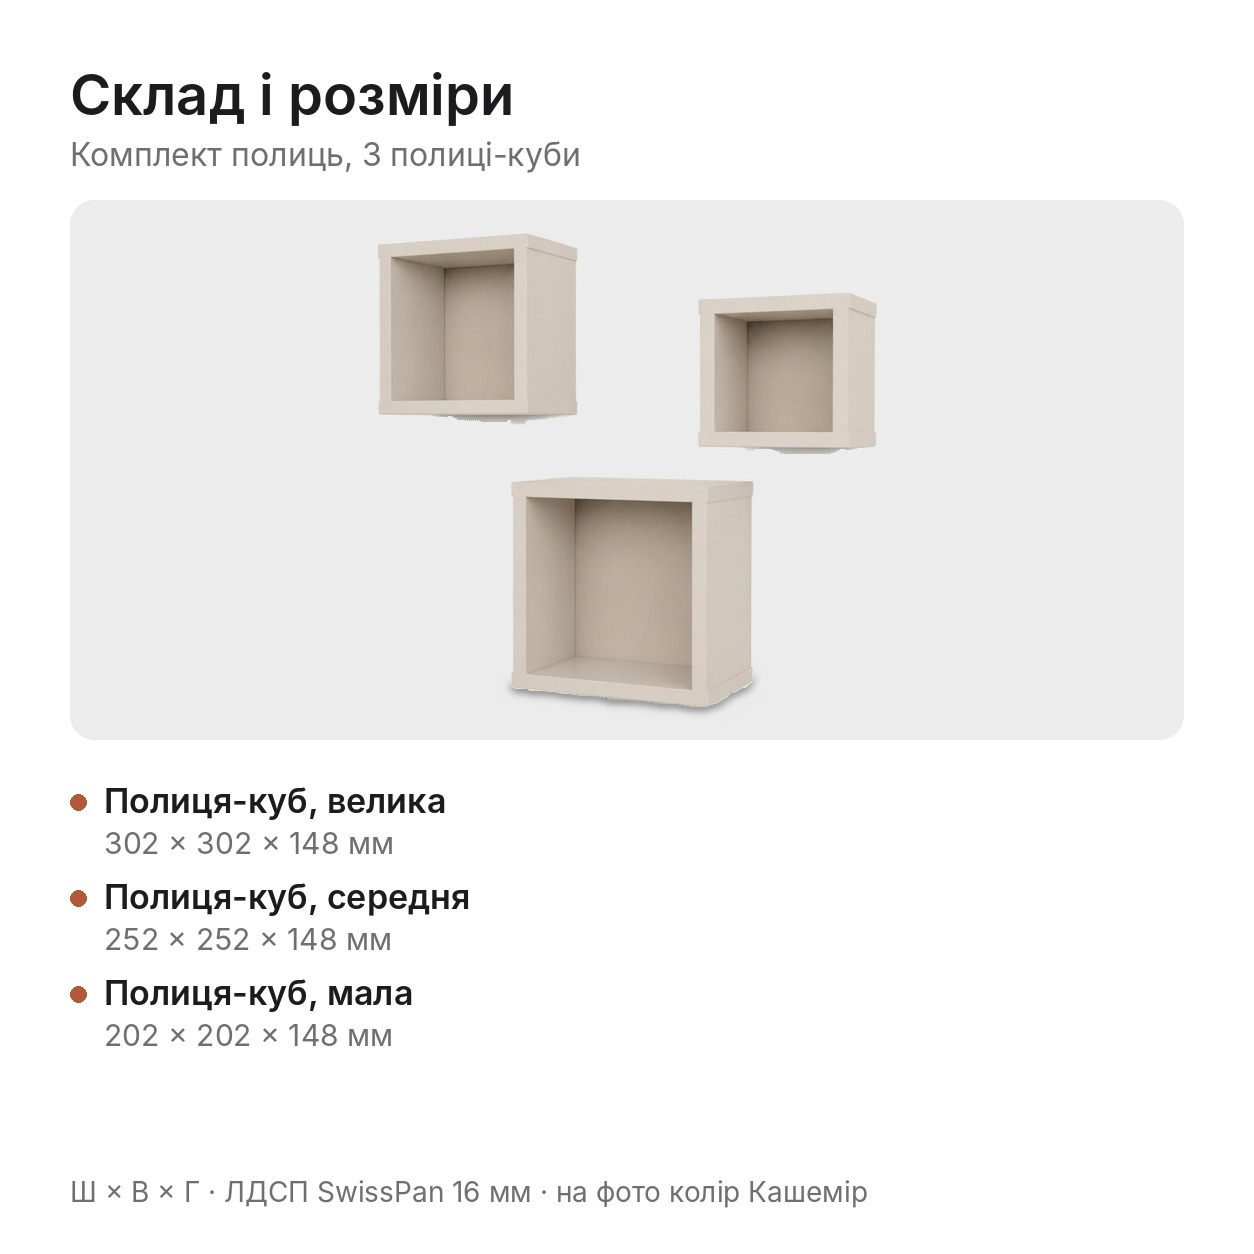 Склад і розміри
Комплект полиць, 3 полиці-куби
Полиця-куб, велика
302 × 302 × 148 мм
Полиця-куб, середня
252 × 252 × 148 мм
Полиця-куб, мала
202 × 202 × 148 мм
Ш × В × Г · ЛДСП SwissPan 16 мм · на фото колір Кашемір